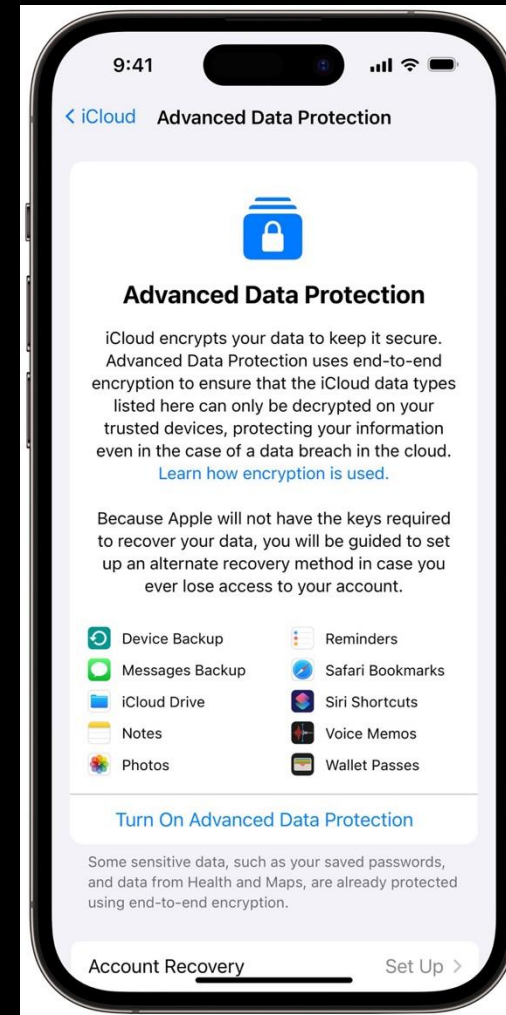 9:41
iCloud Advanced Data Protection
Advanced Data Protection
iCloud encrypts your data to keep it secure.
Advanced Data Protection uses end-to-end
encryption to ensure that the iCloud data types
listed here can only be decrypted on your
trusted devices, protecting your information
even in the case of a data breach in the cloud.
Learn how encryption is used.
Because Apple will not have the keys required
to recover your data, you will be guided to set
up an alternate recovery method in case you
ever lose access to your account.
Device Backup Reminders
Messages Backup Safari Bookmarks
iCloud Drive Siri Shortcuts
Notes Voice Memos
Photos Wallet Passes
Turn On Advanced Data Protection
Some sensitive data, such as your saved passwords,
and data from Health and Maps, are already protected
using end-to-end encryption.
Account Recovery Set Up